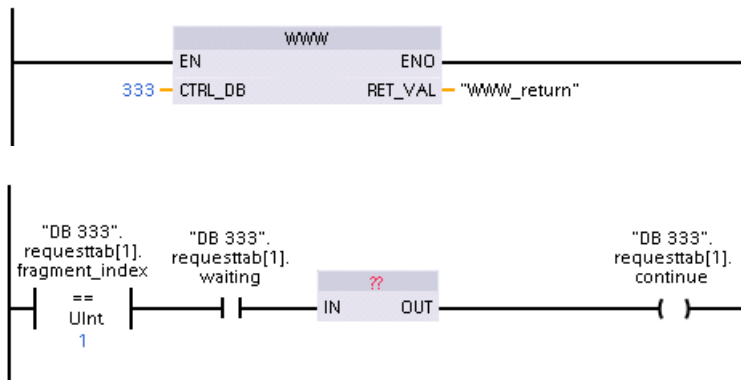 WWW
EN ENO
333 CTRL_DB RET_VAL "WWW_return"
"DB 333".
requesttab[1].
fragment_index
==
UInt
1
"DB 333".
requesttab[1].
waiting
??
IN OUT
"DB 333".
requesttab[1].
continue